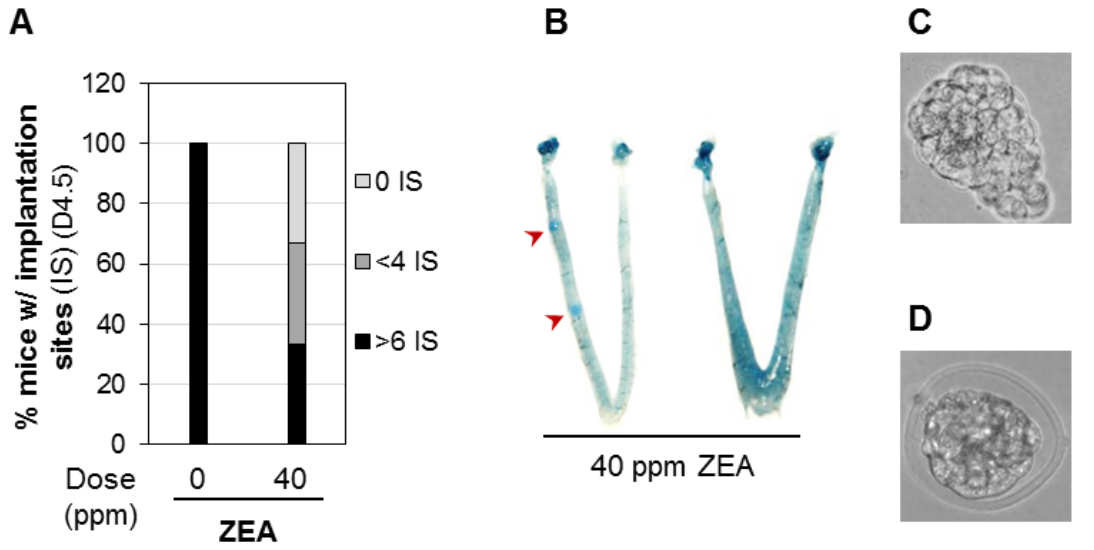 A
B
C
% mice w/ implantation
sites (IS) (D4.5)
120
100
80
60
40
20
0
0 IS
<4 IS
>6 IS
Dose
(ppm)
0
40
ZEA
40 ppm ZEA
D